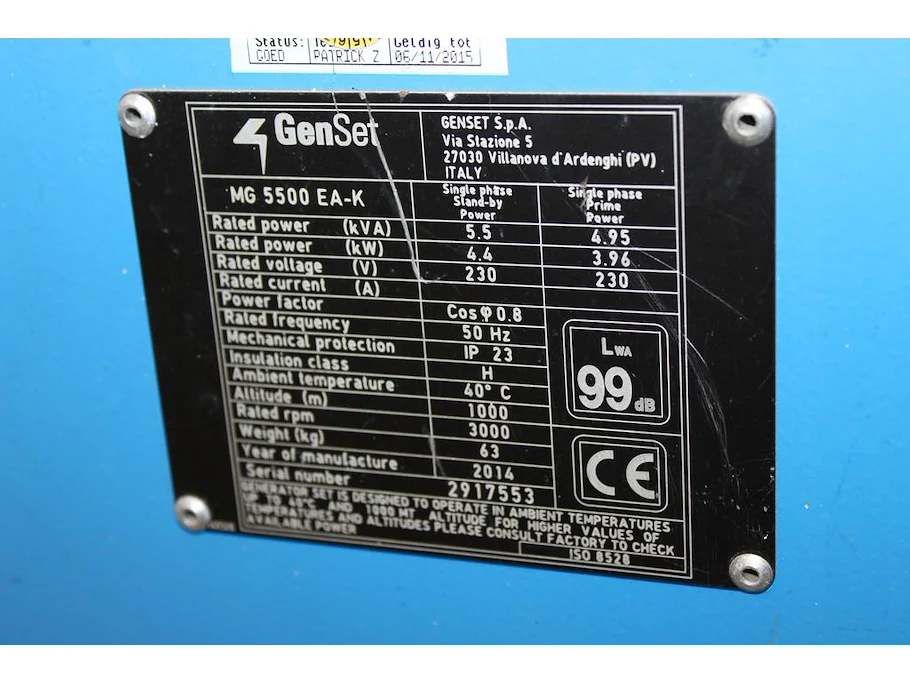 Status: Geldig tot
GOED PATRICK Z 06/11/2015
GenSet
GENSET S.p.A.
Via Stazione 5
27030 Villanova d'Ardenghi (PV)
ITALY
MG 5500 EA-K
Single phase
Stand-by
Power
Single phase
Prime
Power
Rated power (kVA) 5.5 4.95
Rated power (kW) 4.4 3.96
Rated voltage (V) 230 230
Rated current (A)
Power factor Cos φ 0.8
Rated frequency 50 Hz
Mechanical protection IP 23
Insulation class H
Ambient temperature 40° C
Altitude (m) 1000
Rated rpm 3000
Weight (kg) 63
Year of manufacture 2014
Serial number 2917553
LWA
99 dB
CE
GENERATOR SET IS DESIGNED TO OPERATE IN AMBIENT TEMPERATURES
UP TO 40°C AND 1000 MT ALTITUDE FOR HIGHER VALUES OF
TEMPERATURES AND ALTITUDES PLEASE CONSULT FACTORY TO CHECK
AVAILABLE POWER
ISO 8528